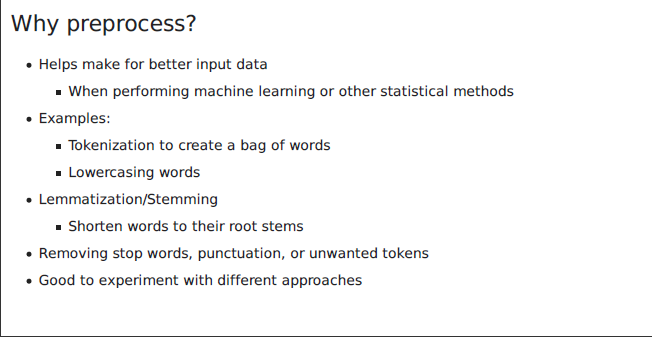 Why preprocess?
• Helps make for better input data
▪ When performing machine learning or other statistical methods
• Examples:
▪ Tokenization to create a bag of words
▪ Lowercasing words
• Lemmatization/Stemming
▪ Shorten words to their root stems
• Removing stop words, punctuation, or unwanted tokens
• Good to experiment with different approaches